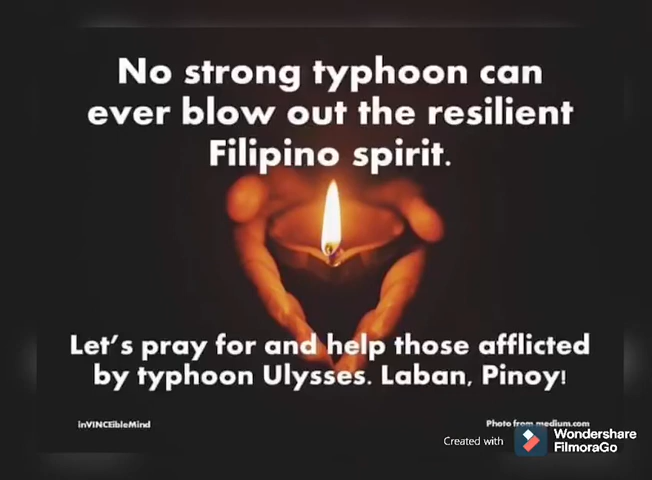 No strong typhoon can
ever blow out the resilient
Filipino spirit.
Let's pray for and help those afflicted
by typhoon Ulysses. Laban, Pinoy!
inVINCEibleMind
Photo from medium.com
Created with
Wondershare
FilmoraGo